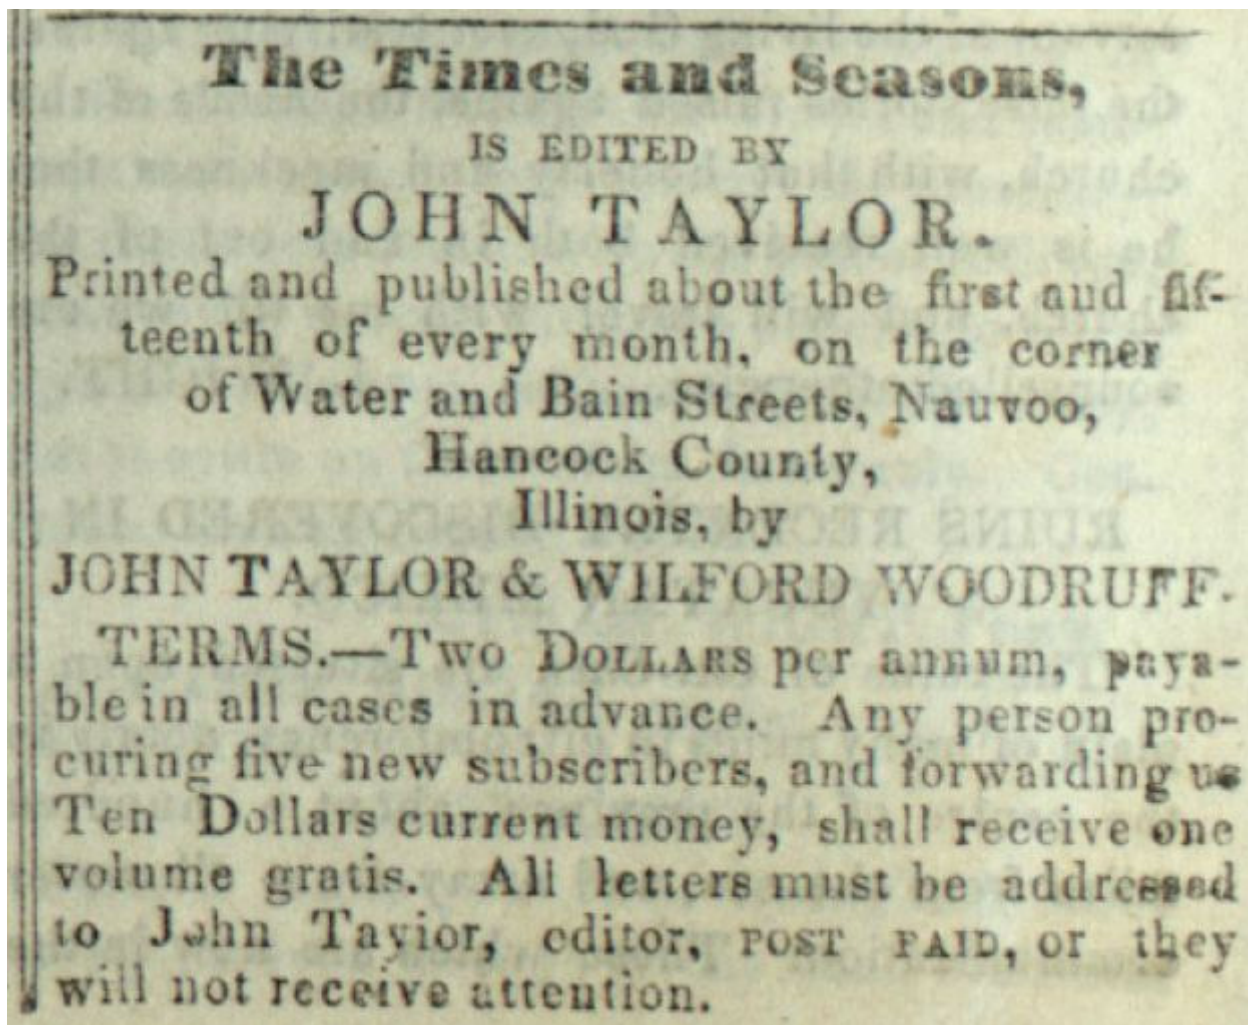 The Times and Seasons,
IS EDITED BY
JOHN TAYLOR.
Printed and published about the first and fif-
teenth of every month, on the corner
of Water and Bain Streets, Nauvoo,
Hancock County,
Illinois, by
JOHN TAYLOR & WILFORD WOODRUFF.
TERMS.—Two Dollars per annum, paya-
ble in all cases in advance. Any person pro-
curing five new subscribers, and forwarding us
Ten Dollars current money, shall receive one
volume gratis. All letters must be addressed
to John Taylor, editor, POST PAID, or they
will not receive attention.